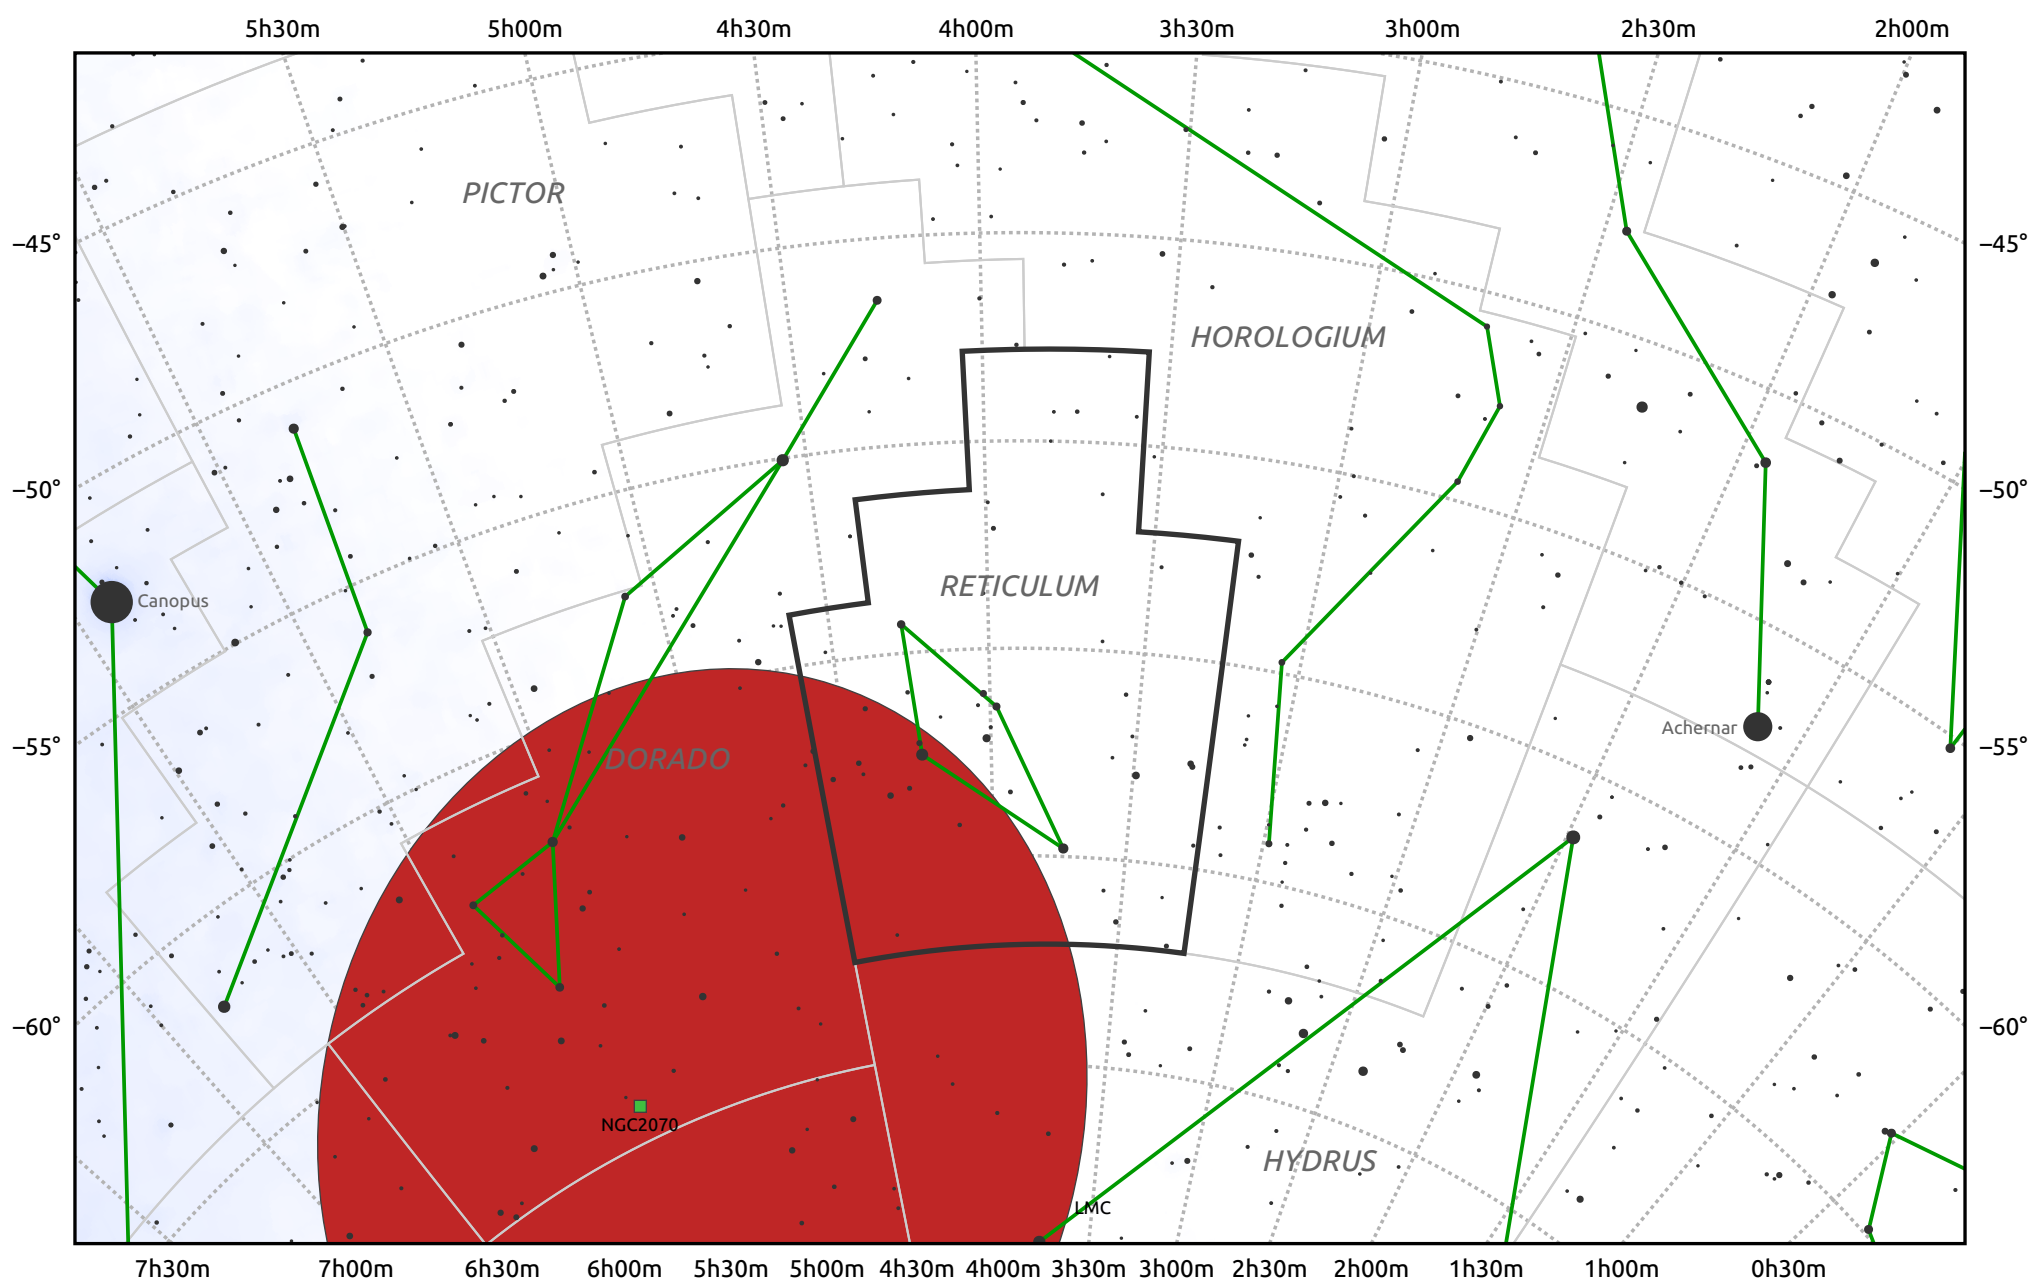 5h30m 5h00m 4h30m 4h00m 3h30m 3h00m 2h30m 2h00m
PICTOR
−45° −45°
HOROLOGIUM
−50° −50°
RETICULUM
Canopus
Achernar
−55° −55°
DORADO
−60° −60°
NGC2070
HYDRUS
LMC
7h30m 7h00m 6h30m 6h00m 5h30m 5h00m 4h30m 4h00m 3h30m 3h00m 2h30m 2h00m 1h30m 1h00m 0h30m